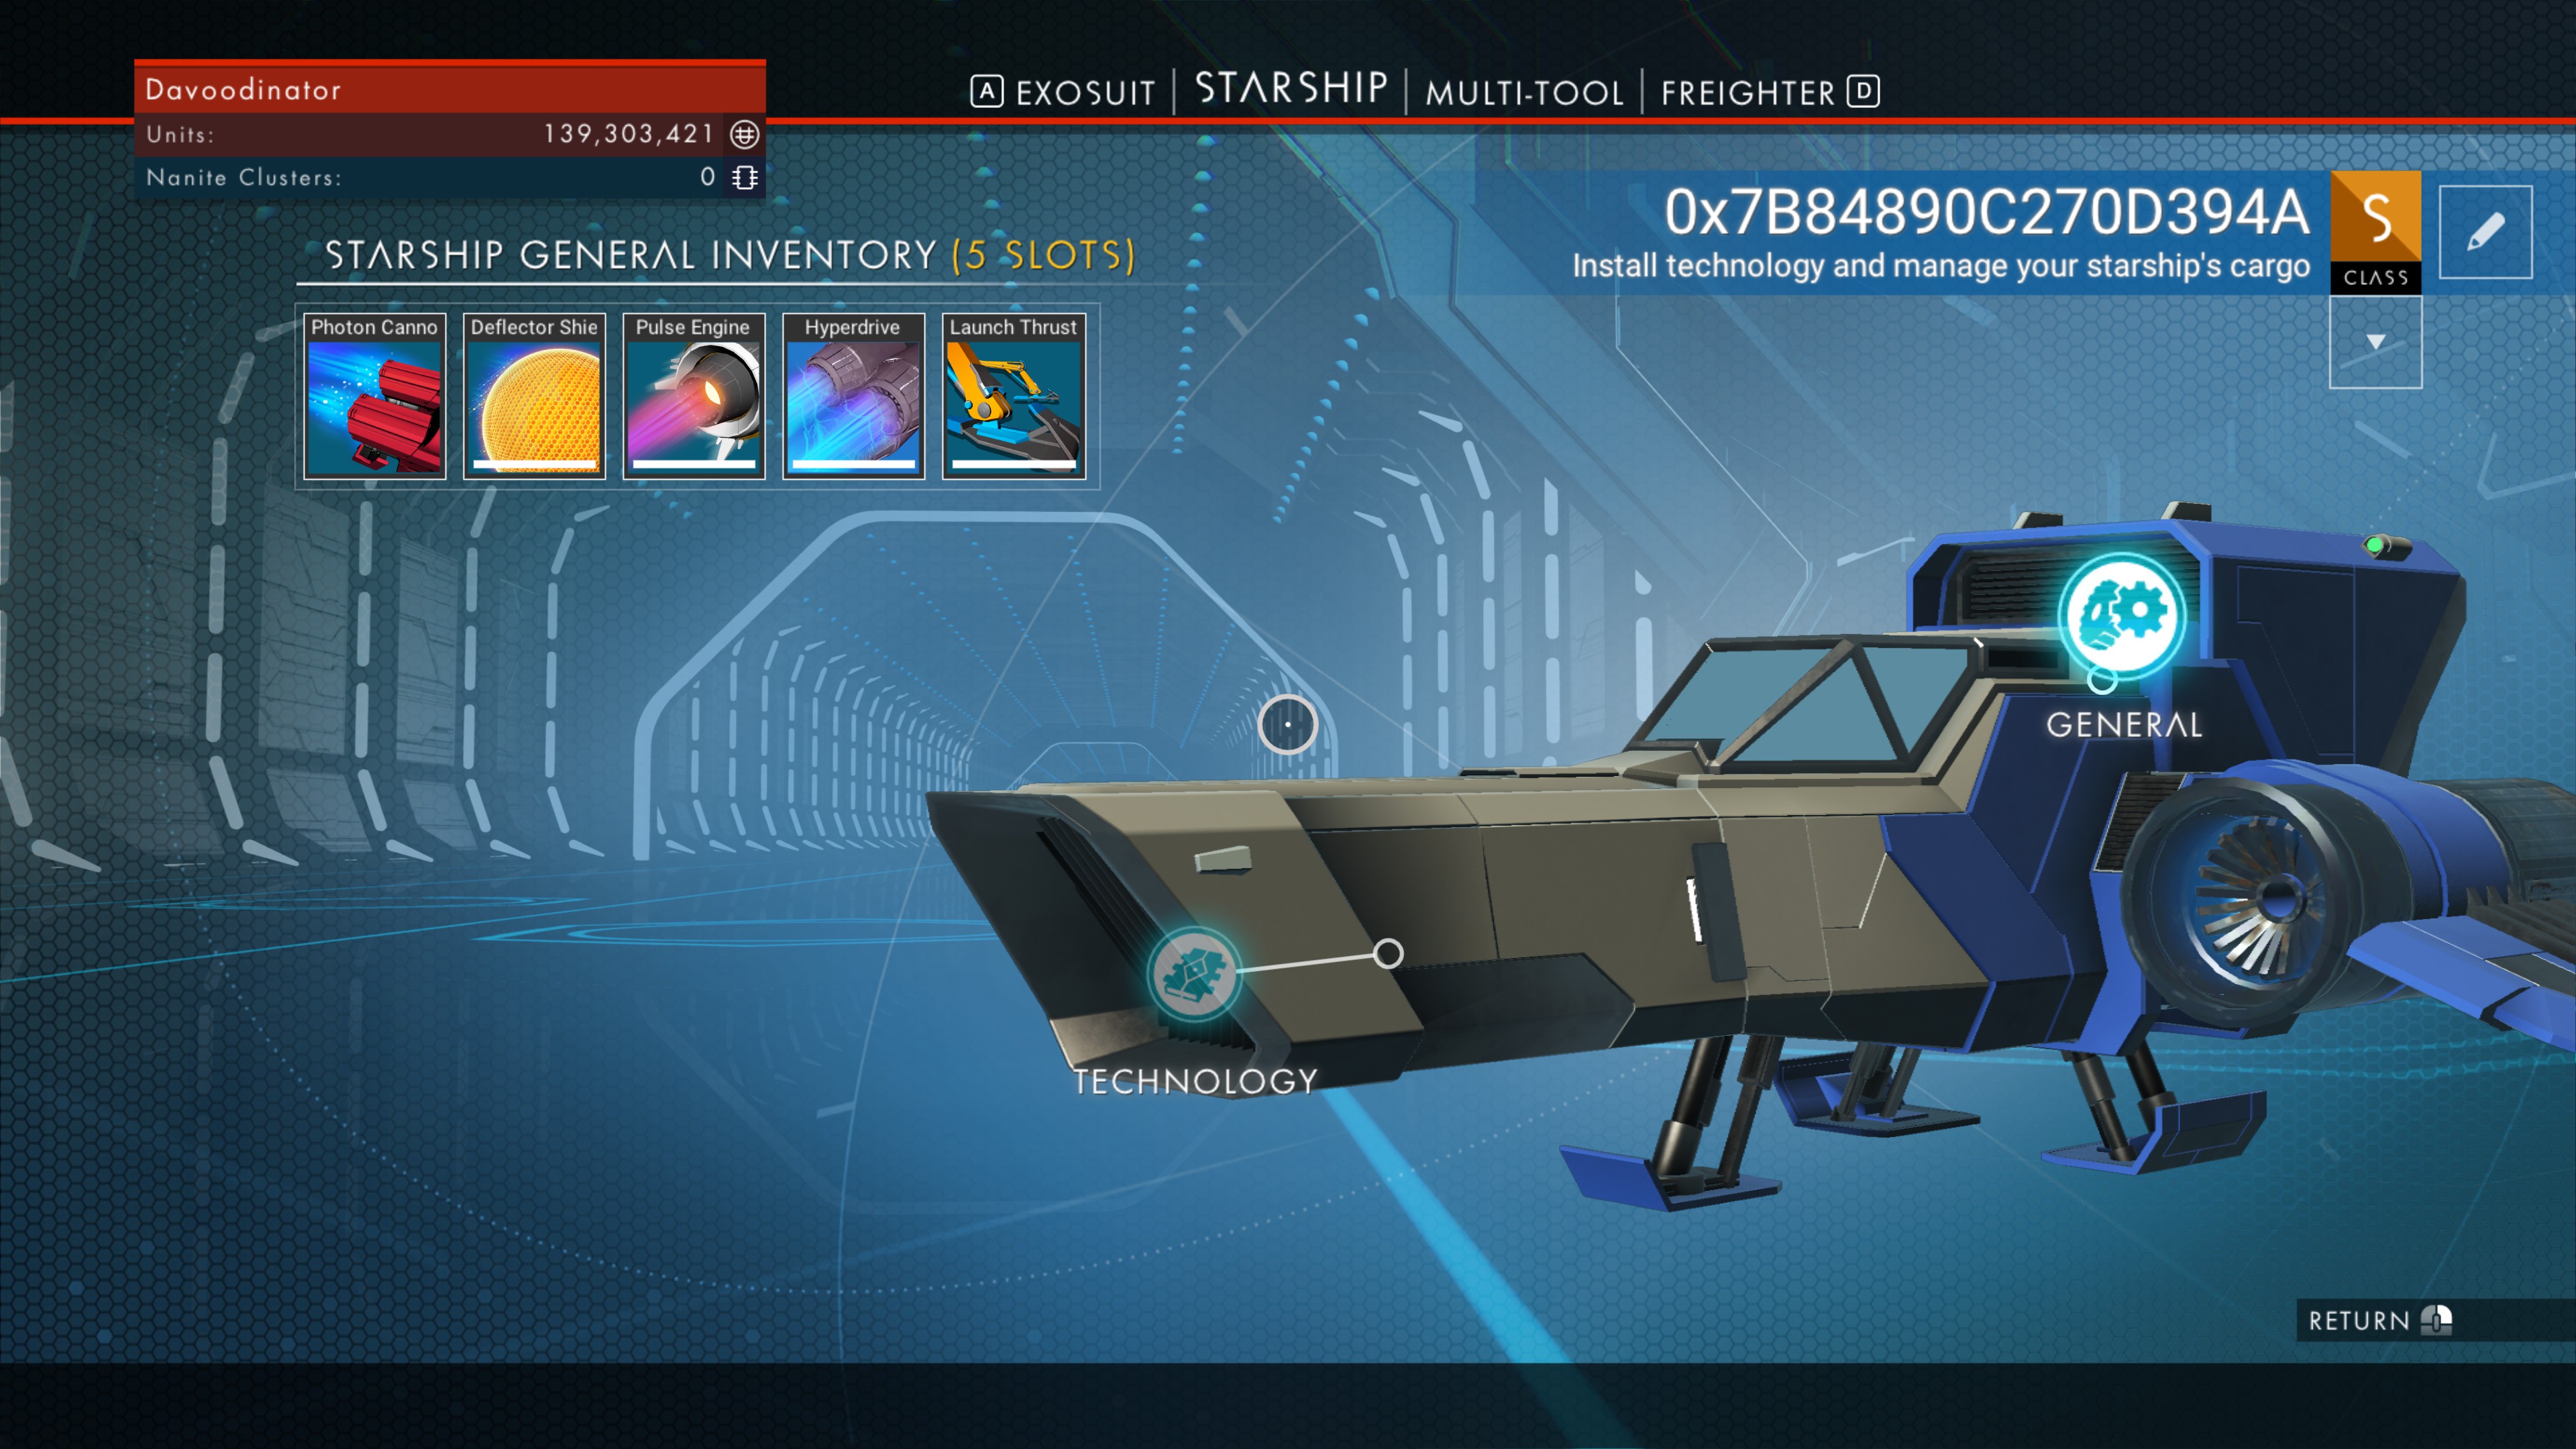 Davoodinator
Units: 139,303,421
Nanite Clusters: 0
A EXOSUIT STARSHIP MULTI-TOOL FREIGHTER D
0x7B84890C270D394A
Install technology and manage your starship's cargo
S
CLASS
STARSHIP GENERAL INVENTORY (5 SLOTS)
Photon Canno Deflector Shie Pulse Engine Hyperdrive Launch Thrust
GENERAL
TECHNOLOGY
RETURN